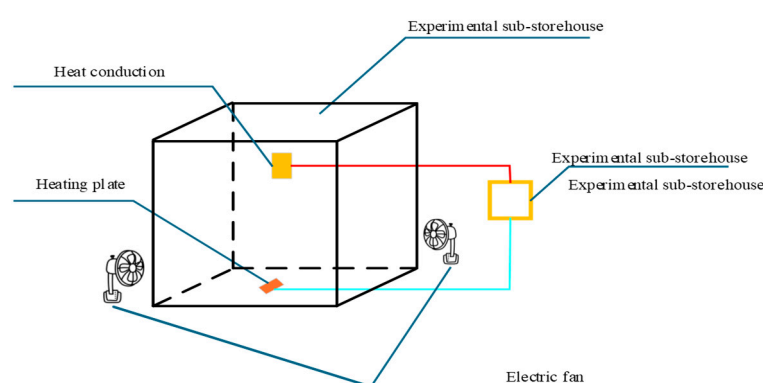 Experimental sub-storehouse
Heat conduction
Experimental sub-storehouse
Heating plate
Experimental sub-storehouse
Electric fan